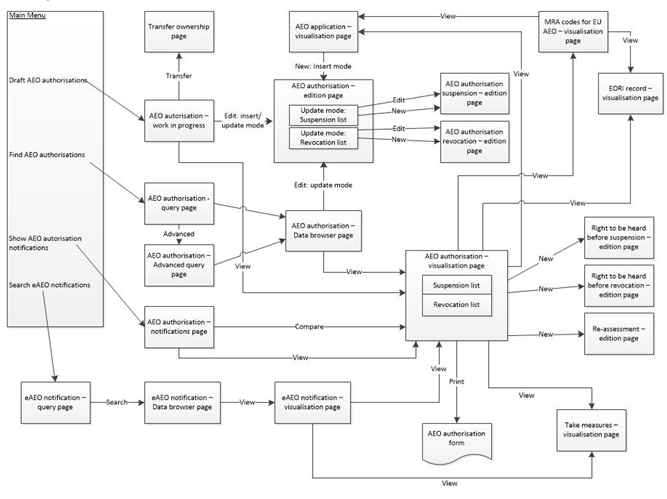 Main Menu
Draft AEO authorisations
Find AEO authorisations
Show AEO autorisation
notifications
Search eAEO notifications
Transfer ownership
page
Transfer
AEO autorisation –
work in progress
Edit: insert/
update mode
AEO application –
visualisation page
New: Insert mode
AEO authorisation –
edition page
Update mode:
Suspension list
Update mode:
Revocation list
Edit
New
Edit
New
AEO authorisation
suspension – edition
page
AEO authorisation
revocation – edition
page
View
MRA codes for EU
AEO – visualisation
page
View
EORI record –
visualisation page
View
View
View
Edit: update mode
AEO authorisation -
query page
Advanced
AEO authorisation –
Advanced query
page
AEO authorisation –
Data browser page
View
View
AEO authorisation –
visualisation page
Suspension list
Revocation list
New
Right to be heard
before suspension –
edition page
New
Right to be heard
before revocation –
edition page
New
Re-assessment –
edition page
AEO authorisation –
notifications page
Compare
View
eAEO notification –
query page
Search
eAEO notification –
Data browser page
View
eAEO notification –
visualisation page
View
Print
View
AEO authorisation
form
Take measures –
visualisation page
View